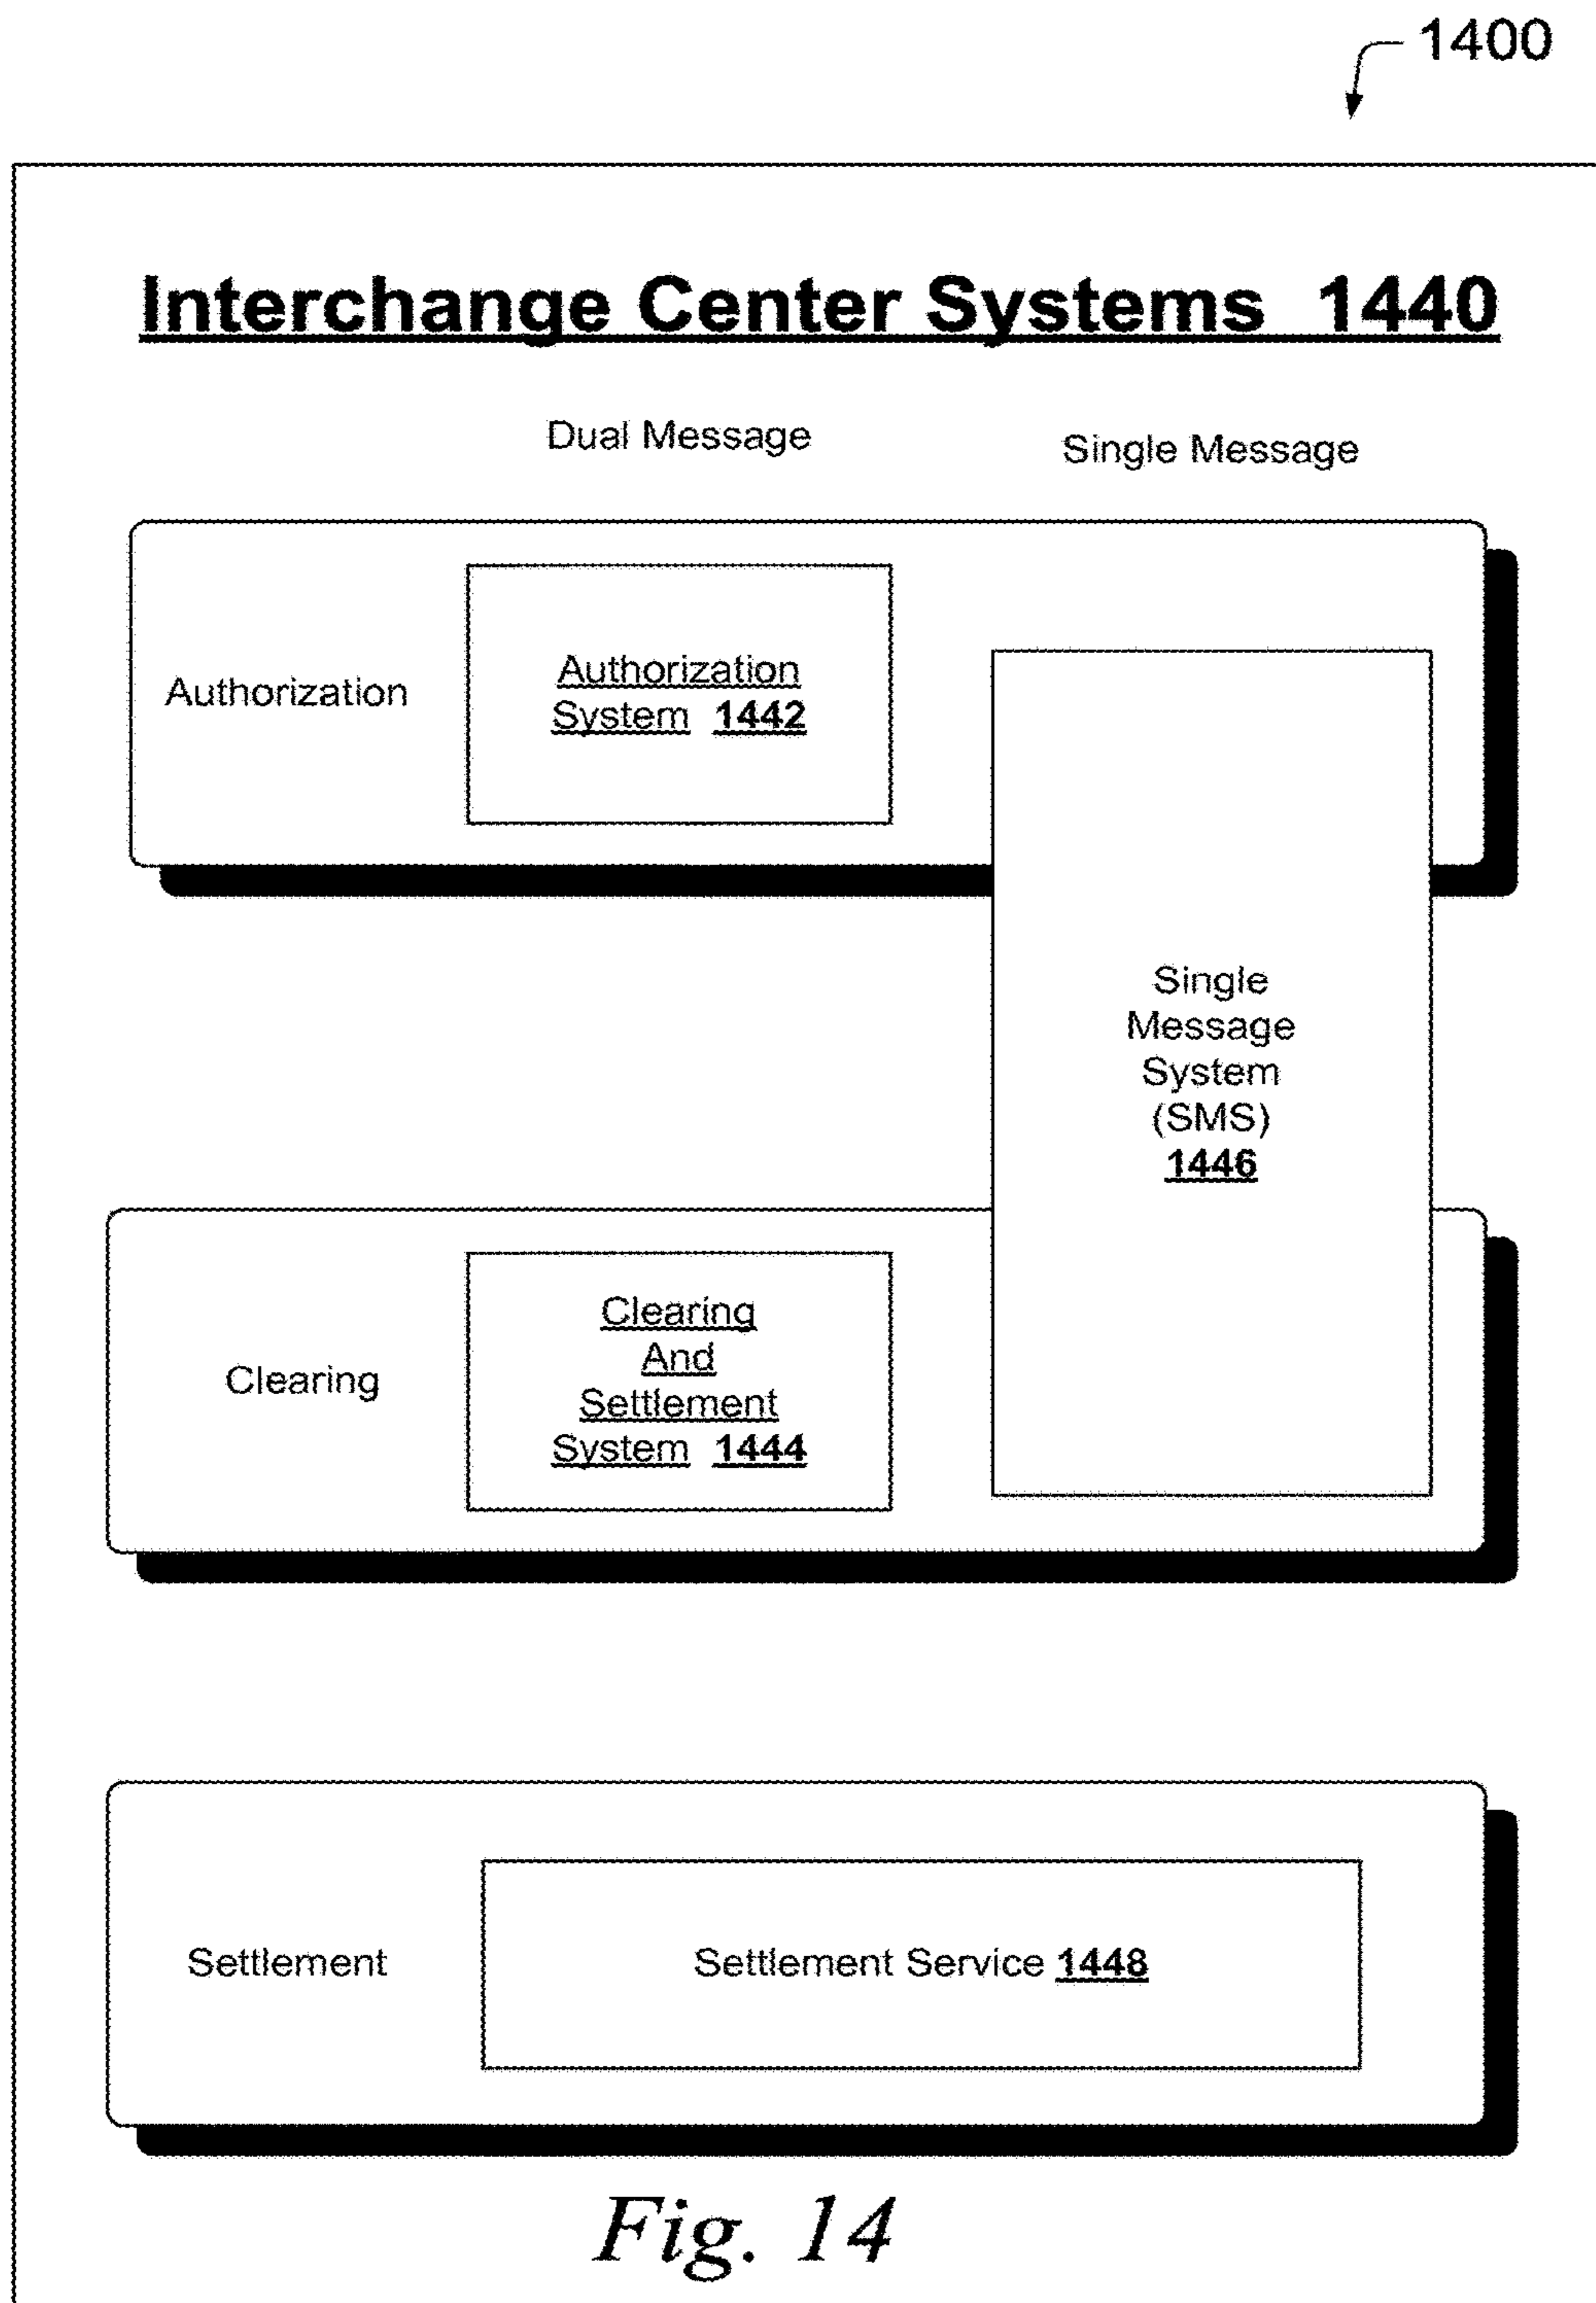 1400
Interchange Center Systems 1440
Dual Message
Single Message
Authorization
Authorization
System 1442
Single
Message
System
(SMS)
1446
Clearing
Clearing
And
Settlement
System 1444
Settlement
Settlement Service 1448
Fig. 14